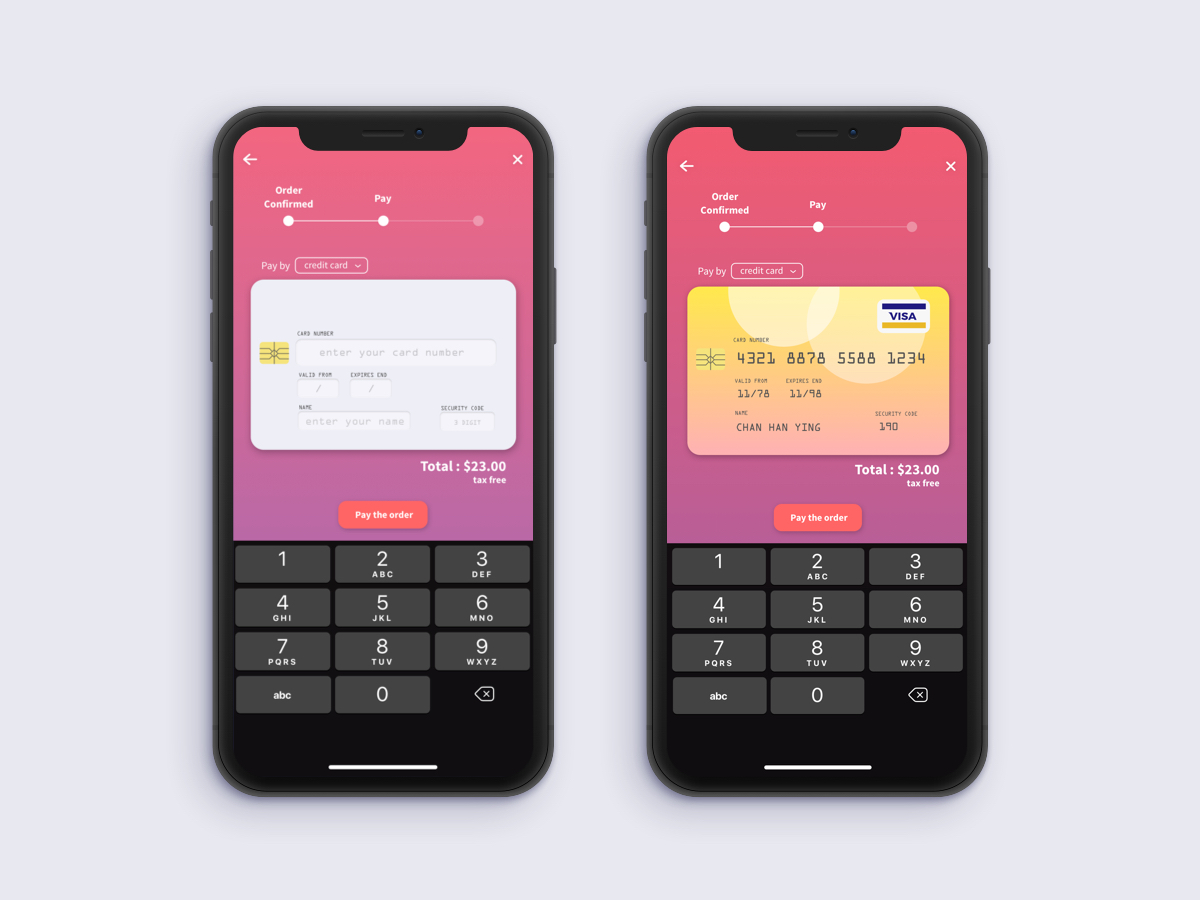 Order
Confirmed
Pay
Pay by
credit card
CARD NUMBER
enter your card number
VALID FROM
EXPIRES END
/
/
NAME
SECURITY CODE
enter your name
3 DIGIT
Total : $23.00
tax free
Pay the order
1
2
ABC
3
DEF
4
GHI
5
JKL
6
MNO
7
PQRS
8
TUV
9
WXYZ
abc
0
Order
Confirmed
Pay
Pay by
credit card
VISA
CARD NUMBER
4321 8878 5588 1234
VALID FROM
EXPIRES END
11/78
11/98
NAME
SECURITY CODE
CHAN HAN YING
190
Total : $23.00
tax free
Pay the order
1
2
ABC
3
DEF
4
GHI
5
JKL
6
MNO
7
PQRS
8
TUV
9
WXYZ
abc
0